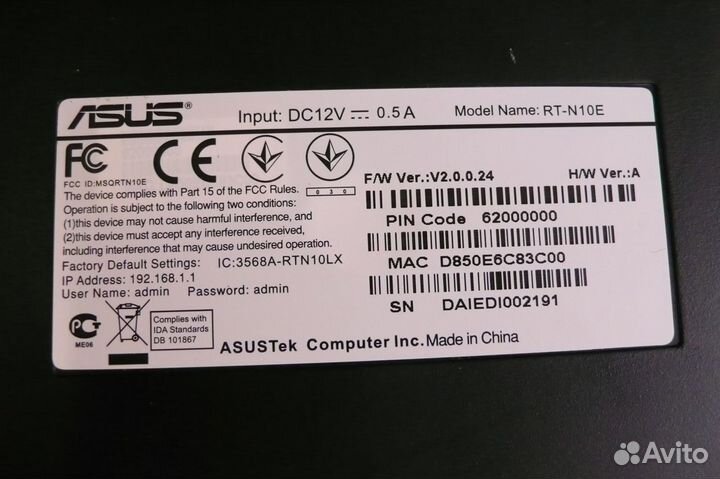 ASUS®
Input: DC12V ⎓ 0.5A
Model Name: RT-N10E
FC
CE
030
FCC ID:MSQRTN10E
The device complies with Part 15 of the FCC Rules.
Operation is subject to the following two conditions:
(1)this device may not cause harmful interference, and
(2)this device must accept any interference received,
including interference that may cause undesired operation.
Factory Default Settings: IC:3568A-RTN10LX
IP Address: 192.168.1.1
User Name: admin Password: admin
F/W Ver.:V2.0.0.24 H/W Ver.:A
PIN Code 62000000
MAC D850E6C83C00
SN DAIEDI002191
ME06
Complies with
IDA Standards
DB 101867
ASUSTek Computer Inc. Made in China
Avito